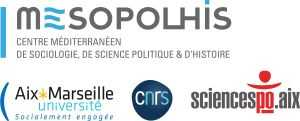 MESOPOLHIS
CENTRE MÉDITERRANÉEN
DE SOCIOLOGIE, DE SCIENCE POLITIQUE & D'HISTOIRE
Aix Marseille
université
Socialement engagée
cnrs
sciencespo.aix